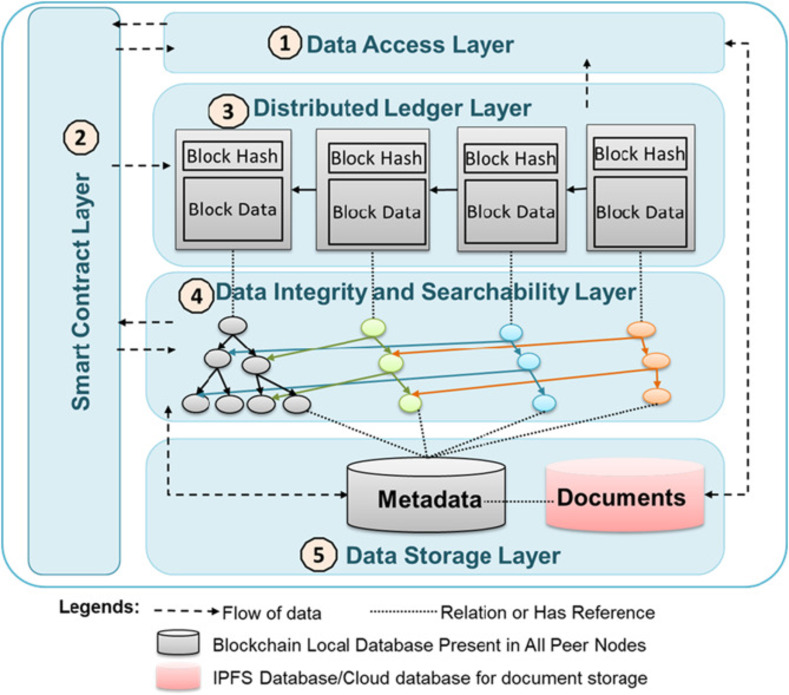 1 Data Access Layer
2
Smart Contract Layer
3 Distributed Ledger Layer
Block Hash Block Hash Block Hash Block Hash
Block Data Block Data Block Data Block Data
4 Data Integrity and Searchability Layer
Metadata Documents
5 Data Storage Layer
Legends: Flow of data Relation or Has Reference
Blockchain Local Database Present in All Peer Nodes
IPFS Database/Cloud database for document storage